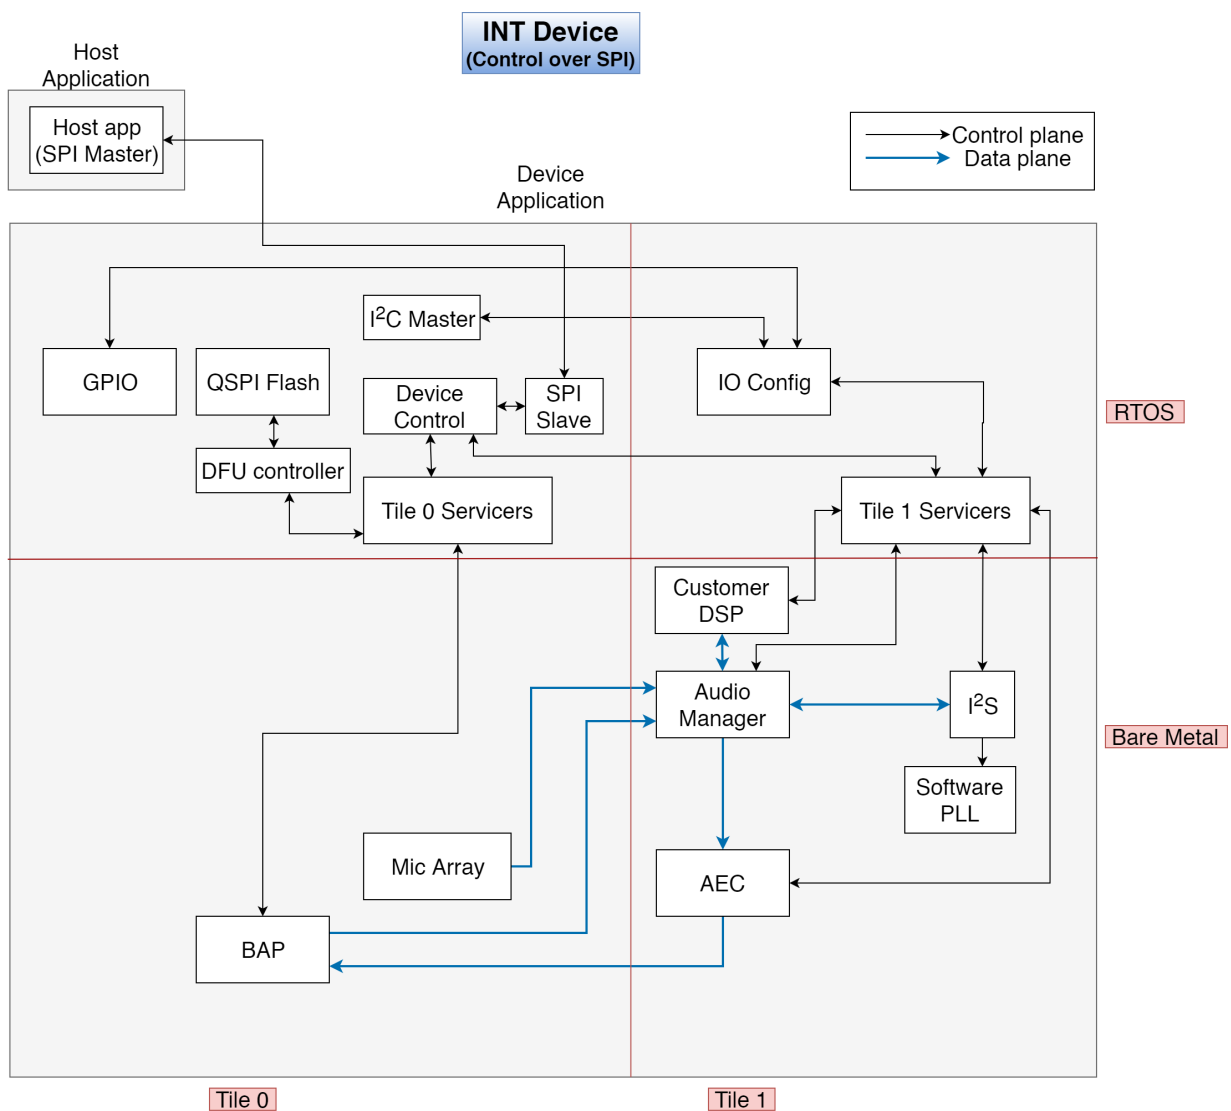 INT Device
(Control over SPI)
Host
Application
Host app
(SPI Master)
Control plane
Data plane
Device
Application
I²C Master
GPIO
QSPI Flash
Device
Control
SPI
Slave
IO Config
RTOS
DFU controller
Tile 0 Servicers
Tile 1 Servicers
Customer
DSP
Audio
Manager
I²S
Bare Metal
Software
PLL
Mic Array
AEC
BAP
Tile 0
Tile 1